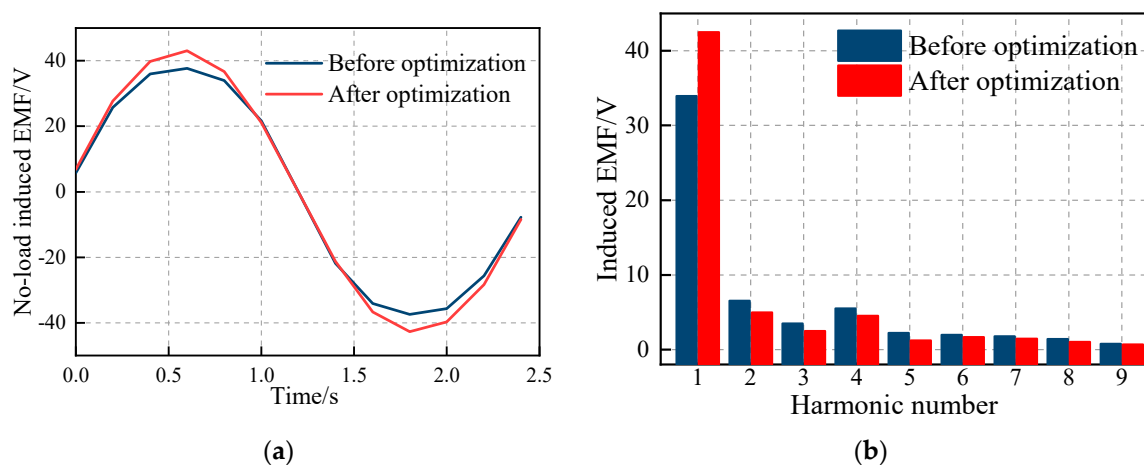 40
20
0
-20
-40
No-load induced EMF/V
Before optimization
After optimization
0.0 0.5 1.0 1.5 2.0 2.5
Time/s
(a)
40
30
20
10
0
Induced EMF/V
Before optimization
After optimization
1 2 3 4 5 6 7 8 9
Harmonic number
(b)